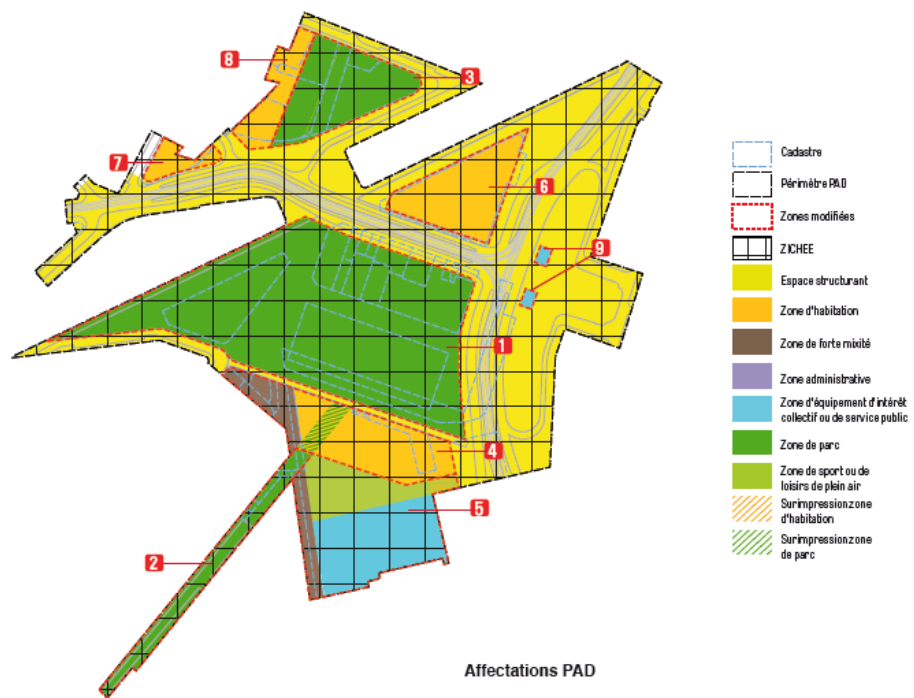 8
3
7
6
9
1
4
5
2
Cadastre
Périmètre PAD
Zones modifiées
ZICHEE
Espace structurant
Zone d'habitation
Zone de forte mixité
Zone administrative
Zone d'équipement d'intérêt
collectif ou de service public
Zone de parc
Zone de sport ou de
loisirs de plein air
Surimpression zone
d'habitation
Surimpression zone
de parc
Affectations PAD